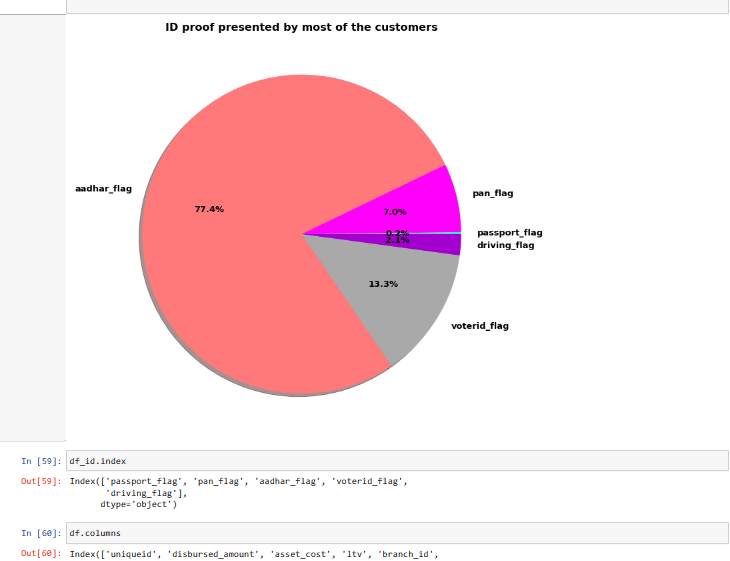 ID proof presented by most of the customers
aadhar_flag
77.4%
pan_flag
7.0%
0.2%
passport_flag
2.1%
driving_flag
13.3%
voterid_flag
In [59]: df_id.index
Out[59]: Index(['passport_flag', 'pan_flag', 'aadhar_flag', 'voterid_flag',
'driving_flag'],
dtype='object')
In [60]: df.columns
Out[60]: Index(['uniqueid', 'disbursed_amount', 'asset_cost', 'ltv', 'branch_id',